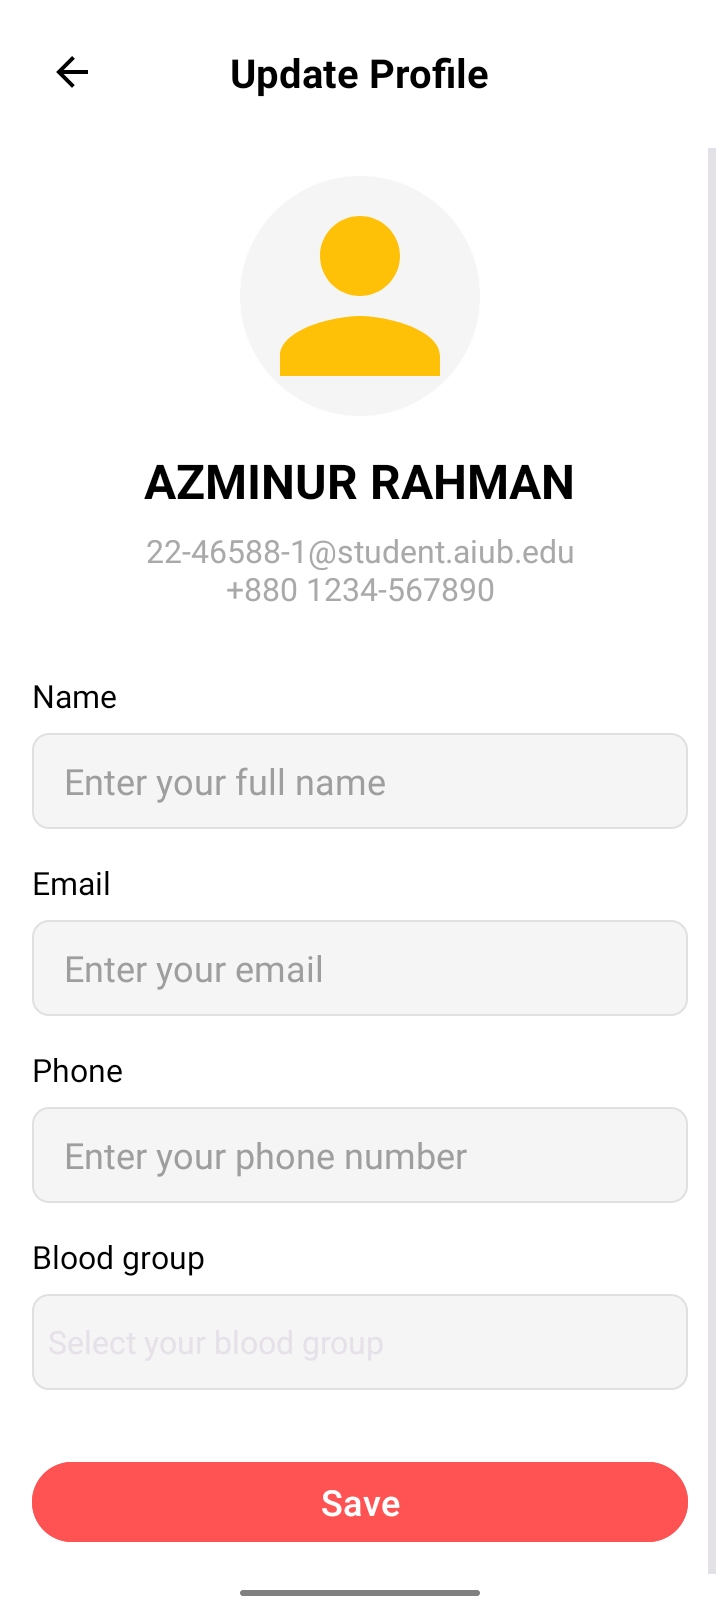 Update Profile
AZMINUR RAHMAN
22-46588-1@student.aiub.edu
+880 1234-567890
Name
Enter your full name
Email
Enter your email
Phone
Enter your phone number
Blood group
Select your blood group
Save